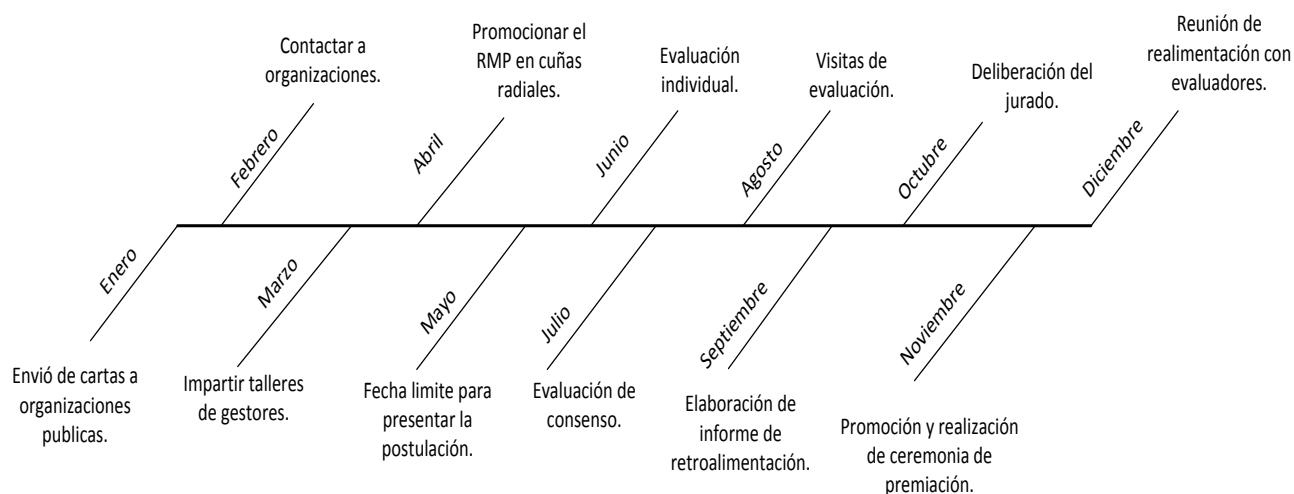 Contactar a
organizaciones.
Promocionar el
RMP en cuñas
radiales.
Evaluación
individual.
Visitas de
evaluación.
Deliberación del
jurado.
Reunión de
realimentación con
evaluadores.
Febrero
Abril
Junio
Agosto
Octubre
Diciembre
Enero
Marzo
Mayo
Julio
Septiembre
Noviembre
Envió de cartas a
organizaciones
publicas.
Impartir talleres
de gestores.
Fecha limite para
presentar la
postulación.
Evaluación de
consenso.
Elaboración de
informe de
retroalimentación.
Promoción y realización
de ceremonia de
premiación.